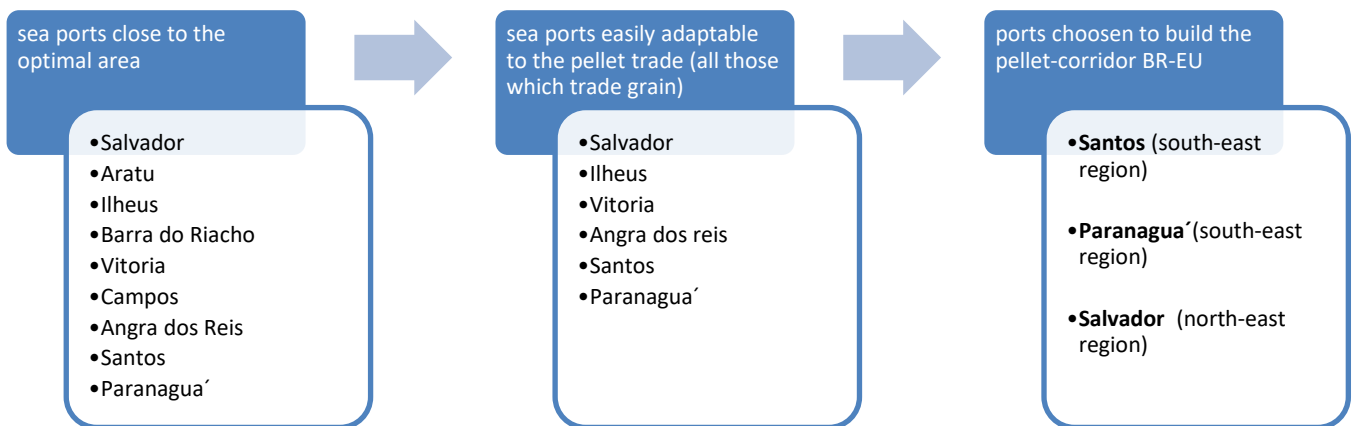 sea ports close to the
optimal area
•Salvador
•Aratu
•Ilheus
•Barra do Riacho
•Vitoria
•Campos
•Angra dos Reis
•Santos
•Paranagua´
sea ports easily adaptable
to the pellet trade (all those
which trade grain)
•Salvador
•Ilheus
•Vitoria
•Angra dos reis
•Santos
•Paranagua´
ports choosen to build the
pellet-corridor BR-EU
•Santos (south-east
region)
•Paranagua´(south-east
region)
•Salvador (north-east
region)